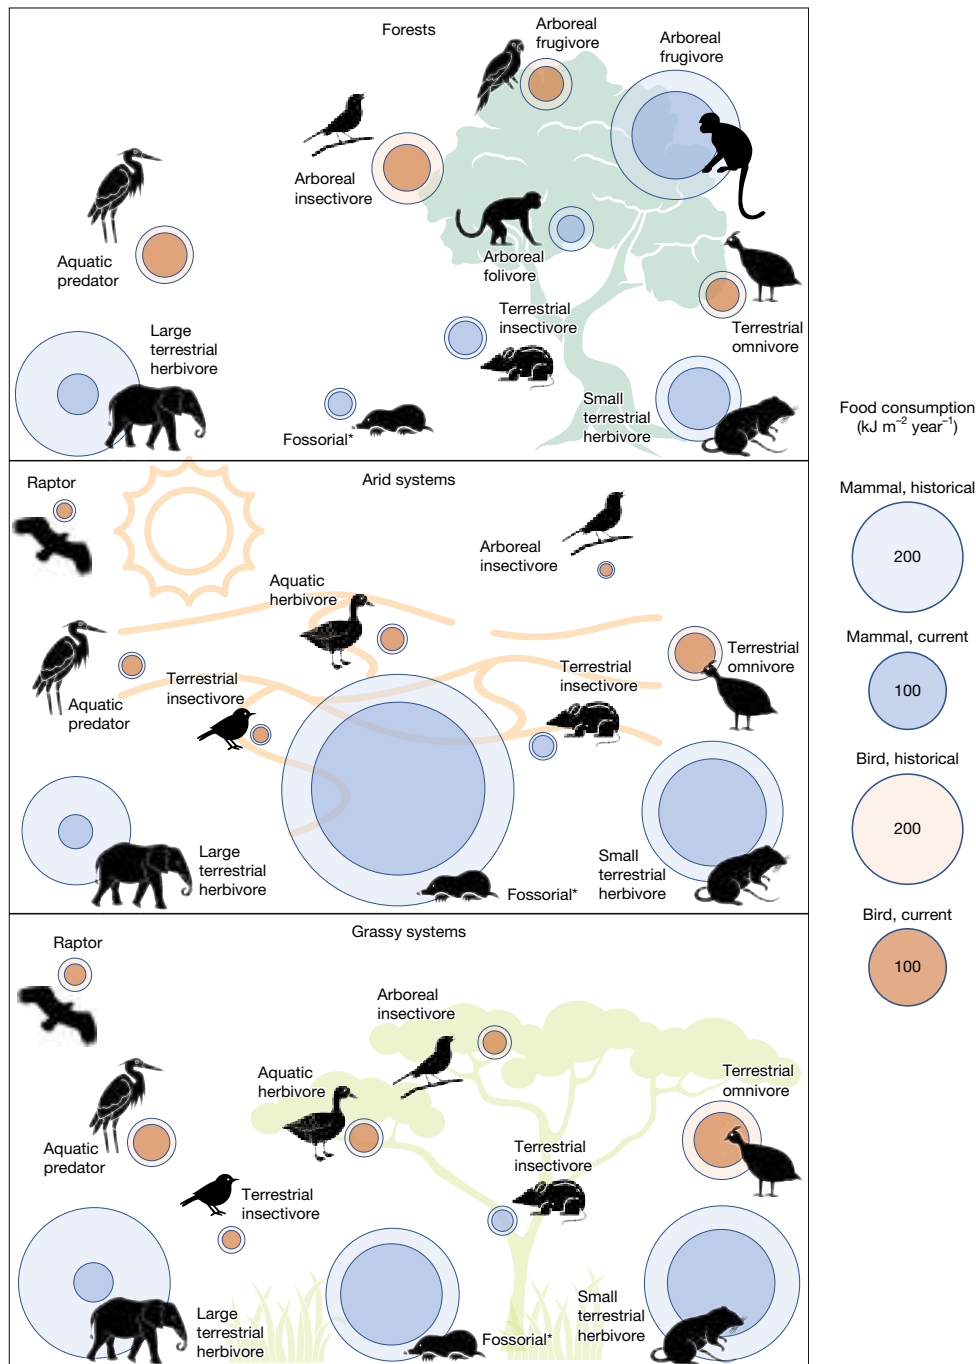 Forests
Arboreal
frugivore
Arboreal
frugivore
Arboreal
insectivore
Aquatic
predator
Arboreal
folivore
Terrestrial
insectivore
Terrestrial
omnivore
Large
terrestrial
herbivore
Small
terrestrial
herbivore
Fossorial*
Arid systems
Raptor
Arboreal
insectivore
Aquatic
herbivore
Terrestrial
omnivore
Terrestrial
insectivore
Terrestrial
insectivore
Aquatic
predator
Large
terrestrial
herbivore
Small
terrestrial
herbivore
Fossorial*
Grassy systems
Raptor
Arboreal
insectivore
Aquatic
herbivore
Terrestrial
omnivore
Aquatic
predator
Terrestrial
insectivore
Terrestrial
insectivore
Large
terrestrial
herbivore
Fossorial*
Small
terrestrial
herbivore
Food consumption
(kJ m⁻² year⁻¹)
Mammal, historical
200
Mammal, current
100
Bird, historical
200
Bird, current
100